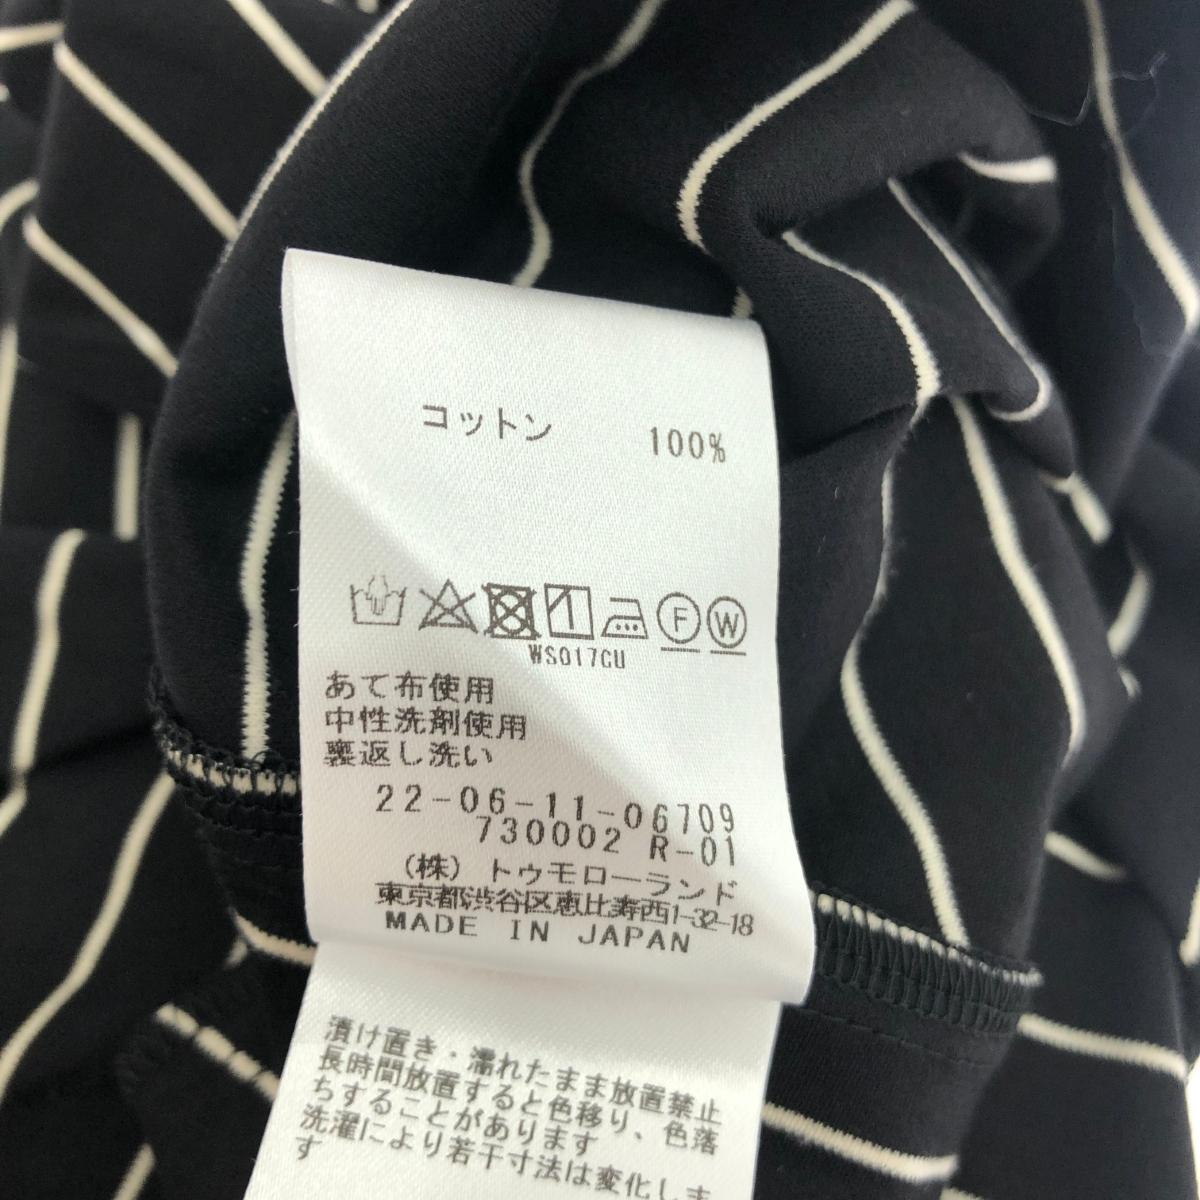 コットン 100%
F W
WS017CU
あて布使用
中性洗剤使用
裏返し洗い
22-06-11-06709
730002 R-01
（株）トゥモローランド
東京都渋谷区恵比寿西1-32-18
MADE IN JAPAN
漬け置き・濡れたまま放置禁止
長時間放置すると色移り、色落
ちすることがあります
洗濯により若干寸法は変化しま
す